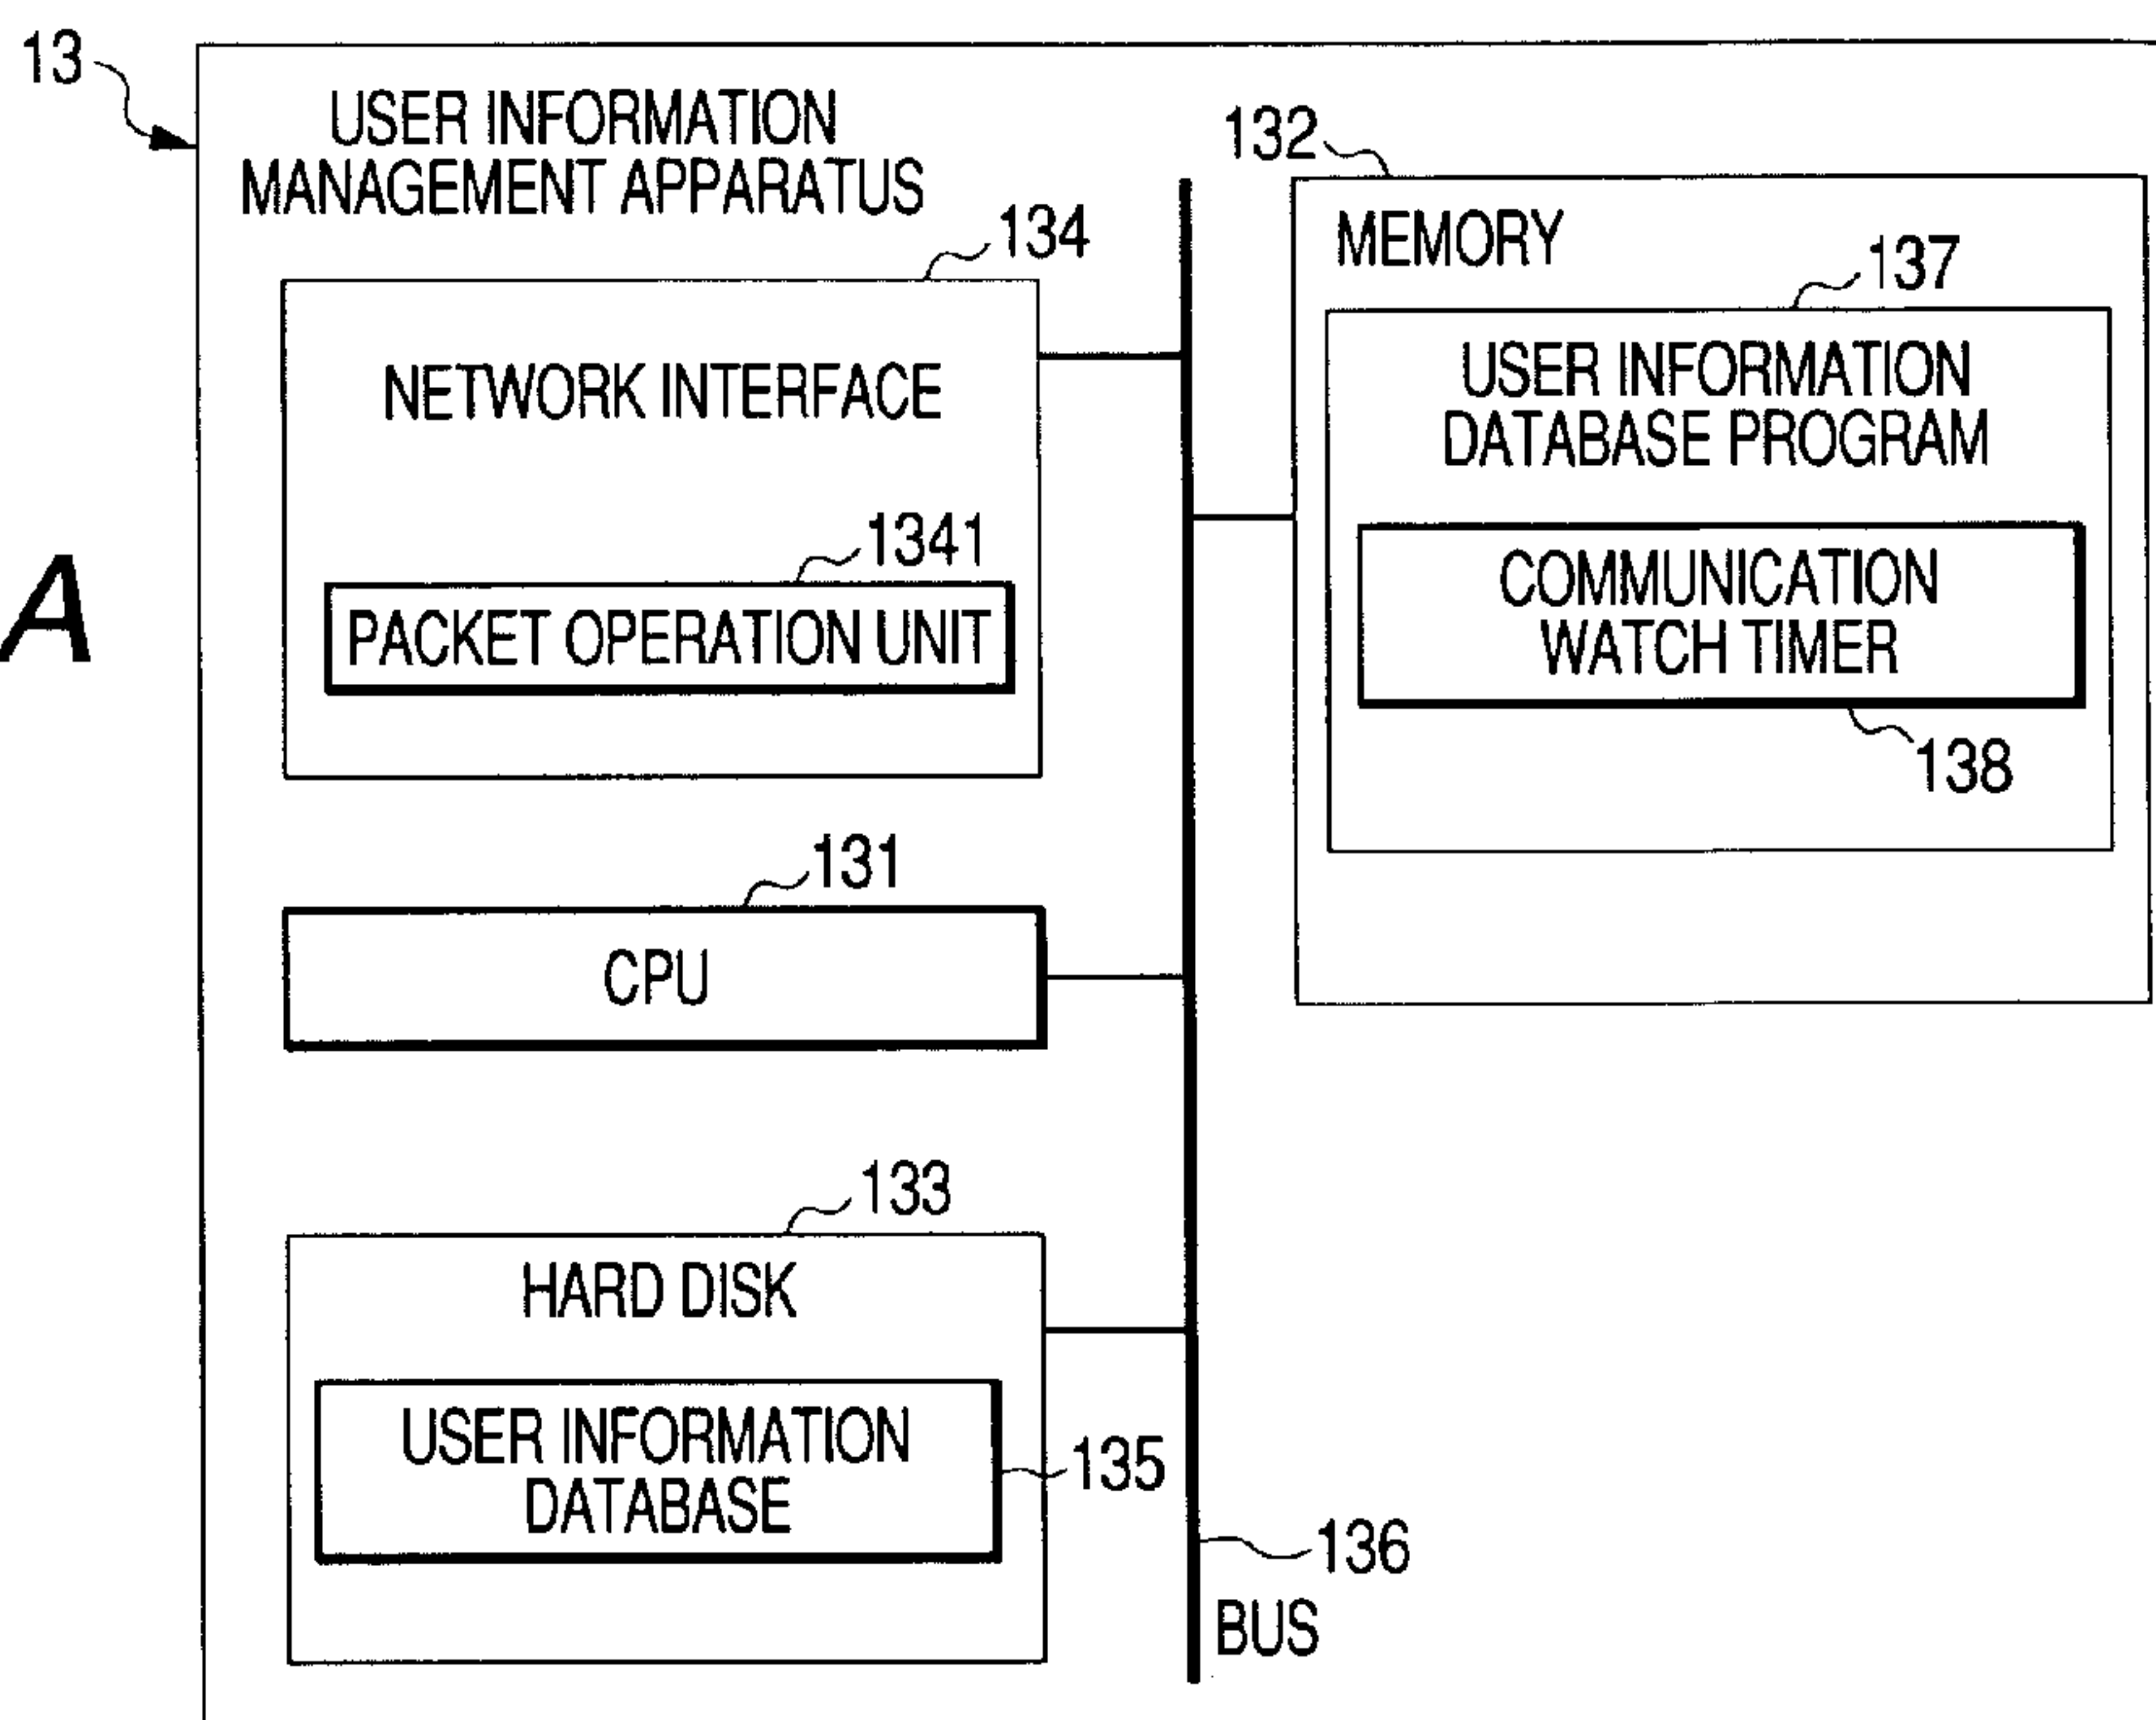 13
USER INFORMATION
MANAGEMENT APPARATUS
134
NETWORK INTERFACE
1341
PACKET OPERATION UNIT
A
131
CPU
133
HARD DISK
USER INFORMATION
DATABASE
135
136
BUS
132
MEMORY
137
USER INFORMATION
DATABASE PROGRAM
COMMUNICATION
WATCH TIMER
138